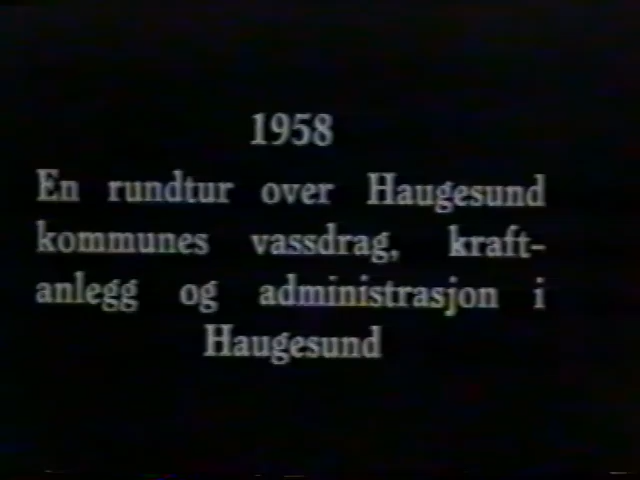 1958
En rundtur over Haugesund
kommunes vassdrag, kraft-
anlegg og administrasjon i
Haugesund